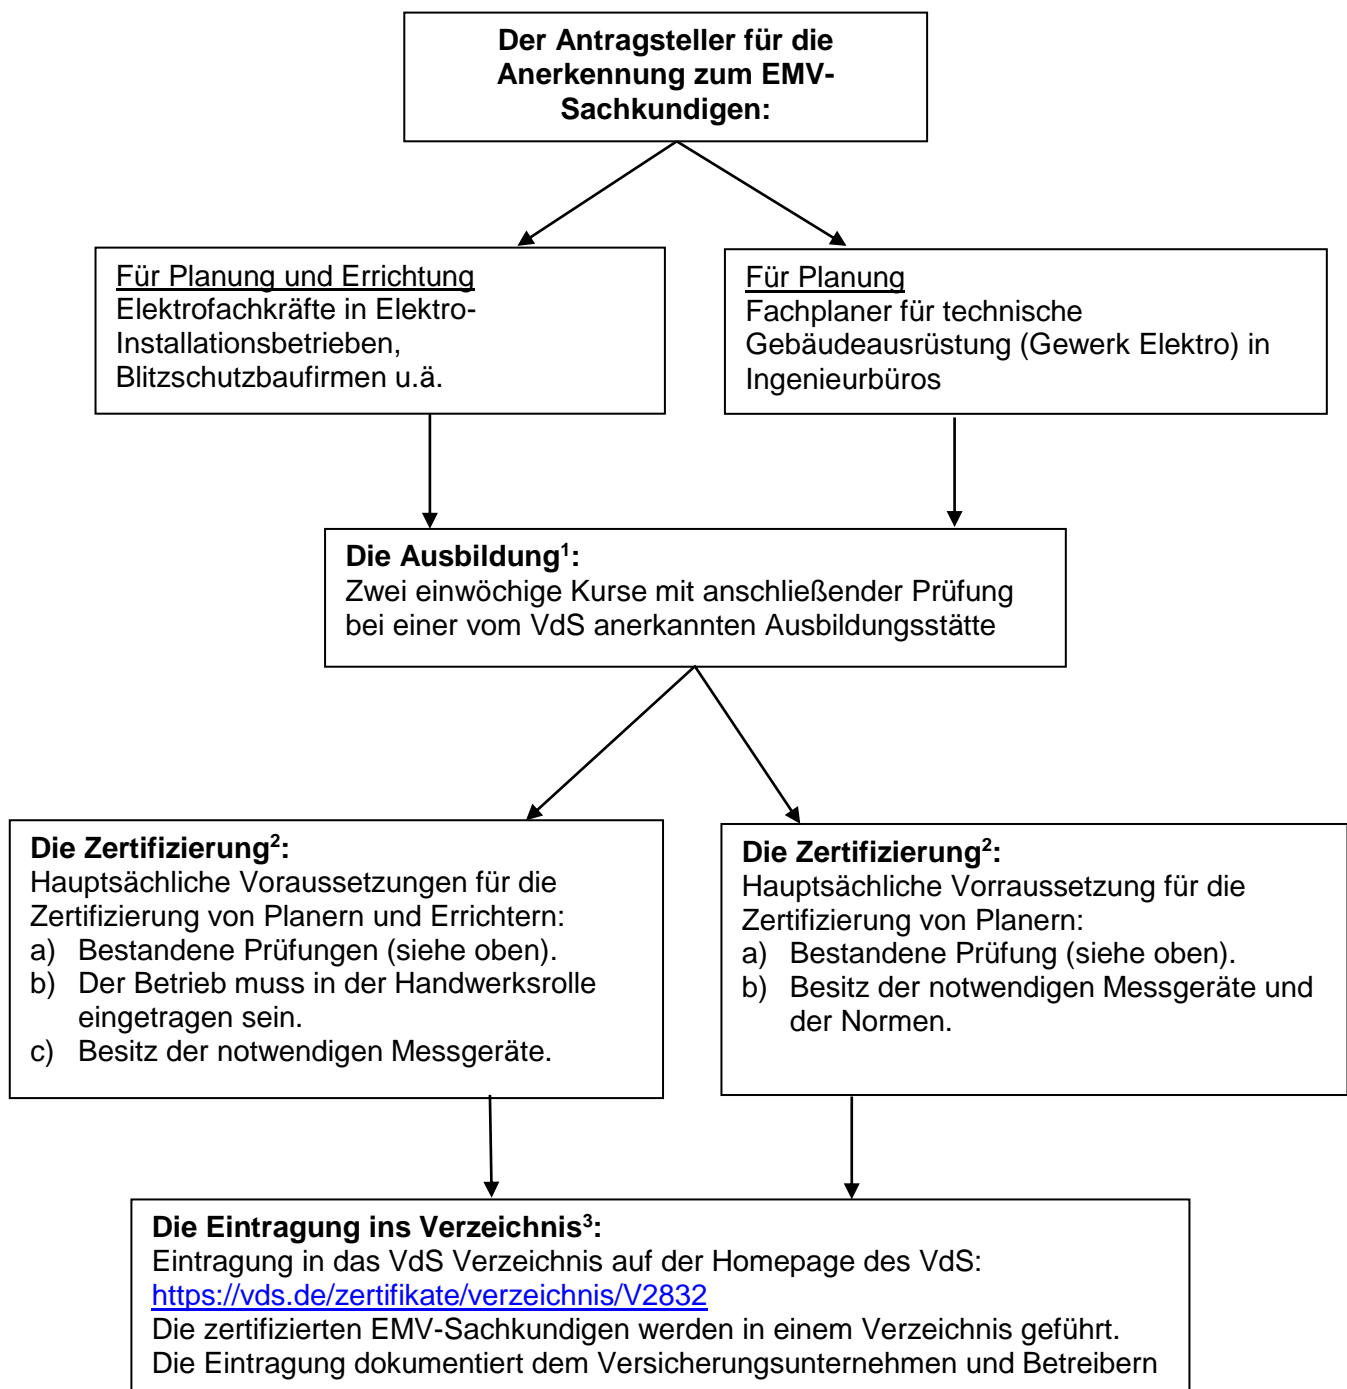 Der Antragsteller für die
Anerkennung zum EMV-
Sachkundigen:
Für Planung und Errichtung
Elektrofachkräfte in Elektro-
Installationsbetrieben,
Blitzschutzbaufirmen u.ä.
Für Planung
Fachplaner für technische
Gebäudeausrüstung (Gewerk Elektro) in
Ingenieurbüros
Die Ausbildung¹:
Zwei einwöchige Kurse mit anschließender Prüfung
bei einer vom VdS anerkannten Ausbildungsstätte
Die Zertifizierung²:
Hauptsächliche Voraussetzungen für die
Zertifizierung von Planern und Errichtern:
a) Bestandene Prüfungen (siehe oben).
b) Der Betrieb muss in der Handwerksrolle
eingetragen sein.
c) Besitz der notwendigen Messgeräte.
Die Zertifizierung²:
Hauptsächliche Vorraussetzung für die
Zertifizierung von Planern:
a) Bestandene Prüfung (siehe oben).
b) Besitz der notwendigen Messgeräte und
der Normen.
Die Eintragung ins Verzeichnis³:
Eintragung in das VdS Verzeichnis auf der Homepage des VdS:
https://vds.de/zertifikate/verzeichnis/V2832
Die zertifizierten EMV-Sachkundigen werden in einem Verzeichnis geführt.
Die Eintragung dokumentiert dem Versicherungsunternehmen und Betreibern